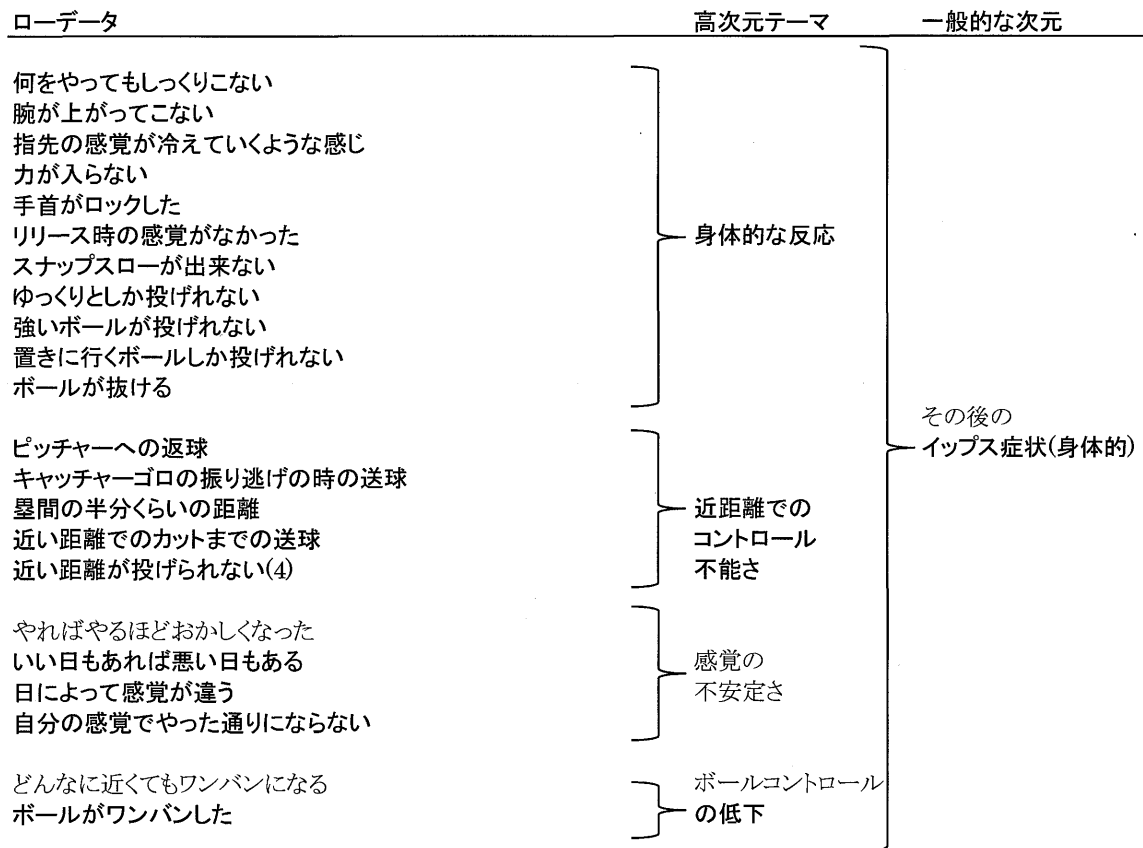 ローデータ 高次元テーマ 一般的な次元
何をやってもしっくりこない
腕が上がってこない
指先の感覚が冷えていくような感じ
力が入らない
手首がロックした
リリース時の感覚がなかった
スナップスローが出来ない
ゆっくりとしか投げれない
強いボールが投げれない
置きに行くボールしか投げれない
ボールが抜ける
身体的な反応
ピッチャーへの返球
キャッチャーゴロの振り逃げの時の送球
塁間の半分くらいの距離
近い距離でのカットまでの送球
近い距離が投げられない(4)
近距離での
コントロール
不能さ
やればやるほどおかしくなった
いい日もあれば悪い日もある
日によって感覚が違う
自分の感覚でやった通りにならない
感覚の
不安定さ
どんなに近くてもワンバンになる
ボールがワンバンした
ボールコントロール
の低下
その後の
イップス症状(身体的)